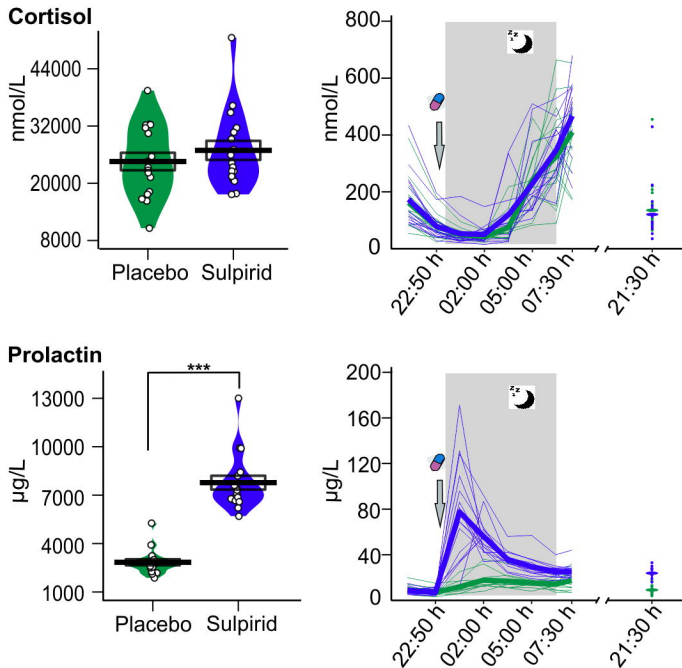 Cortisol
nmol/L
44000
32000
20000
8000
Placebo Sulpirid
nmol/L
800
600
400
200
0
z z z
22:50 h
02:00 h
05:00 h
07:30 h
21:30 h
Prolactin
µg/L
13000
10000
7000
4000
1000
***
Placebo Sulpirid
µg/L
200
160
120
80
40
0
z z z
22:50 h
02:00 h
05:00 h
07:30 h
21:30 h